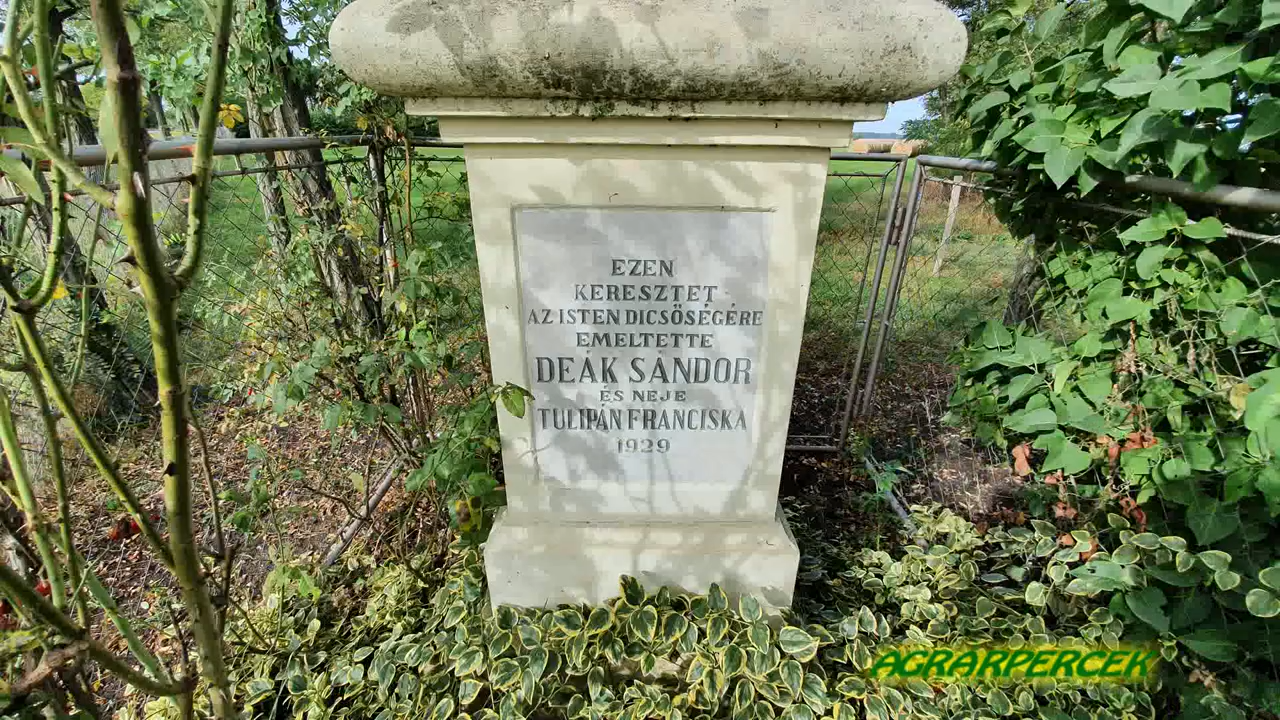 EZEN
KERESZTET
AZ ISTEN DICSŐSÉGÉRE
EMELTETTE
DEÁK SÁNDOR
ÉS NEJE
TULIPÁN FRANCISKA
1929
AGRARPERCEK